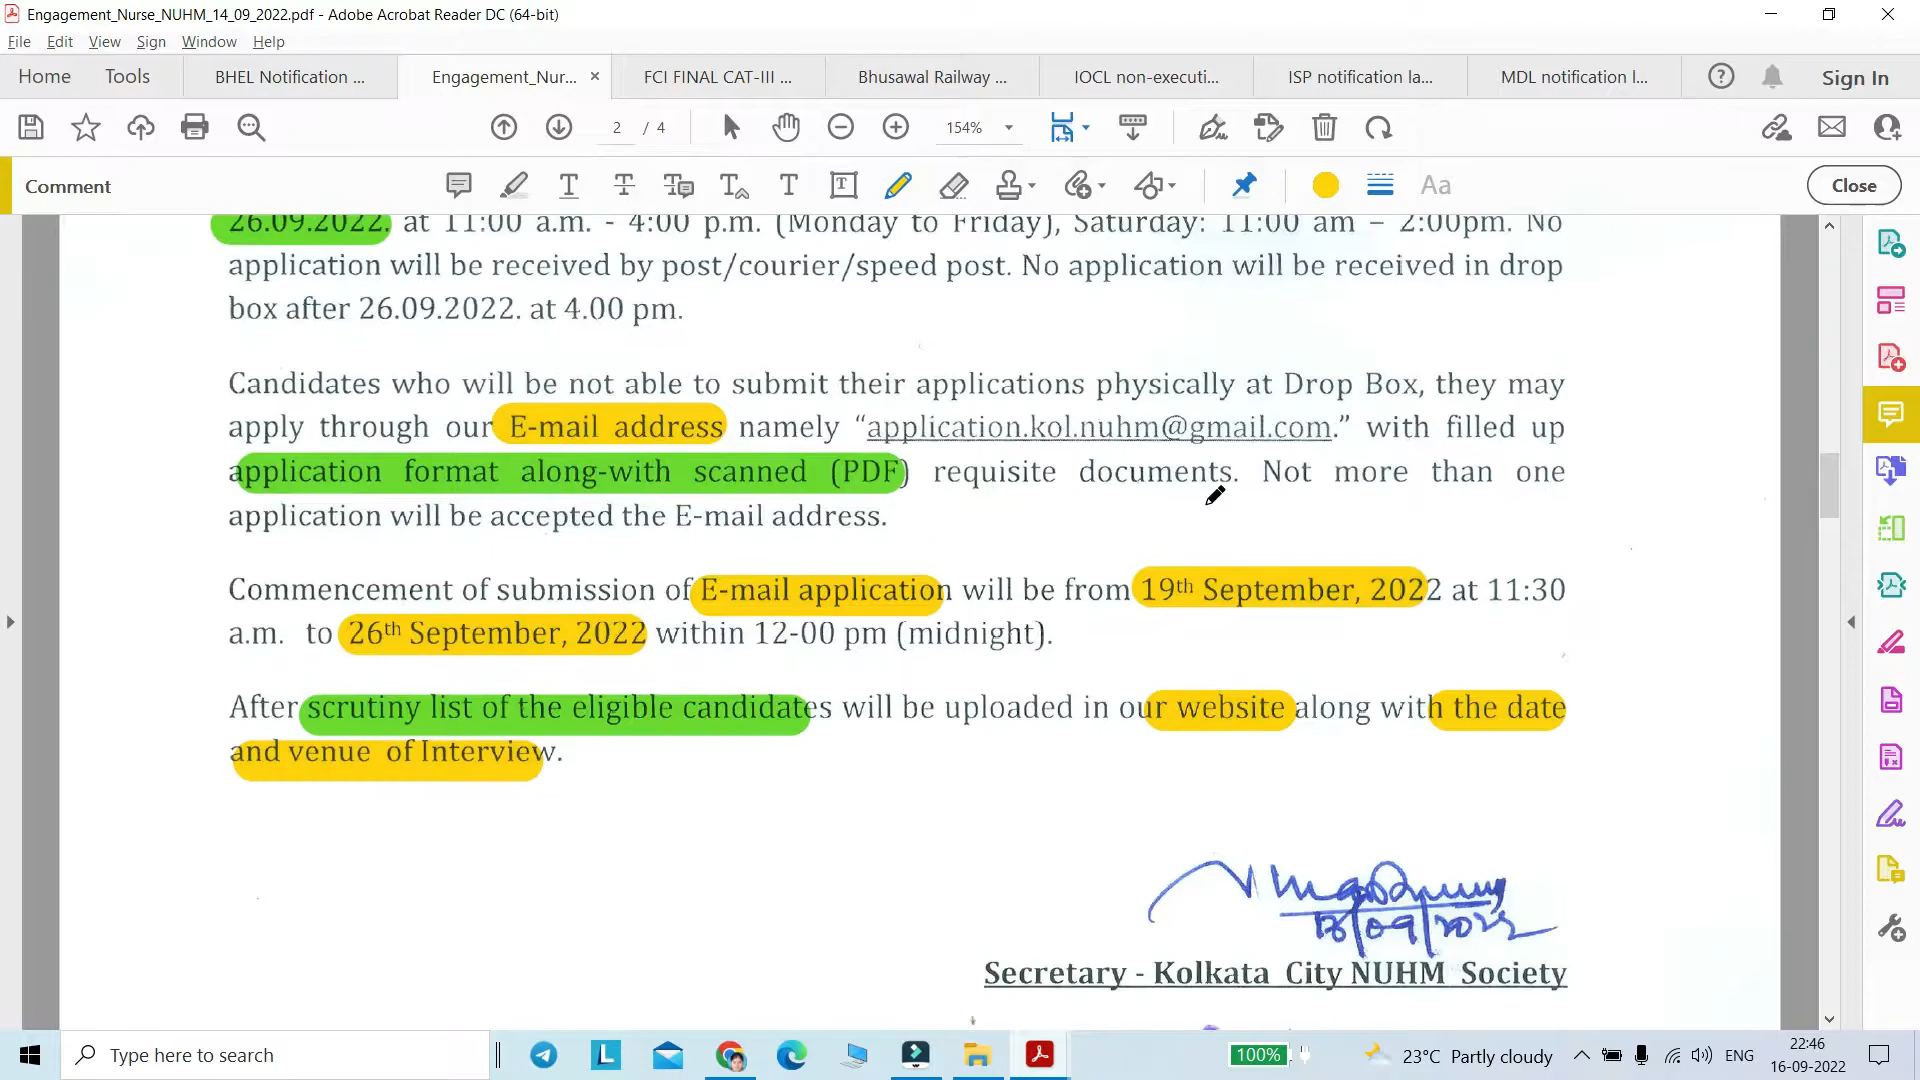 Engagement_Nurse_NUHM_14_09_2022.pdf - Adobe Acrobat Reader DC (64-bit)
File Edit View Sign Window Help
Home Tools BHEL Notification ... Engagement_Nur... × FCI FINAL CAT-III ... Bhusawal Railway ... IOCL non-executi... ISP notification la... MDL notification l... Sign In
2 / 4 154%
Comment Aa Close
26.09.2022. at 11:00 a.m. - 4:00 p.m. (Monday to Friday), Saturday: 11:00 am – 2:00pm. No
application will be received by post/courier/speed post. No application will be received in drop
box after 26.09.2022. at 4.00 pm.
Candidates who will be not able to submit their applications physically at Drop Box, they may
apply through our E-mail address namely “application.kol.nuhm@gmail.com.” with filled up
application format along-with scanned (PDF) requisite documents. Not more than one
application will be accepted the E-mail address.
Commencement of submission of E-mail application will be from 19th September, 2022 at 11:30
a.m. to 26th September, 2022 within 12-00 pm (midnight).
After scrutiny list of the eligible candidates will be uploaded in our website along with the date
and venue of Interview.
Secretary - Kolkata City NUHM Society
Type here to search
100%
23°C Partly cloudy
ENG
22:46
16-09-2022